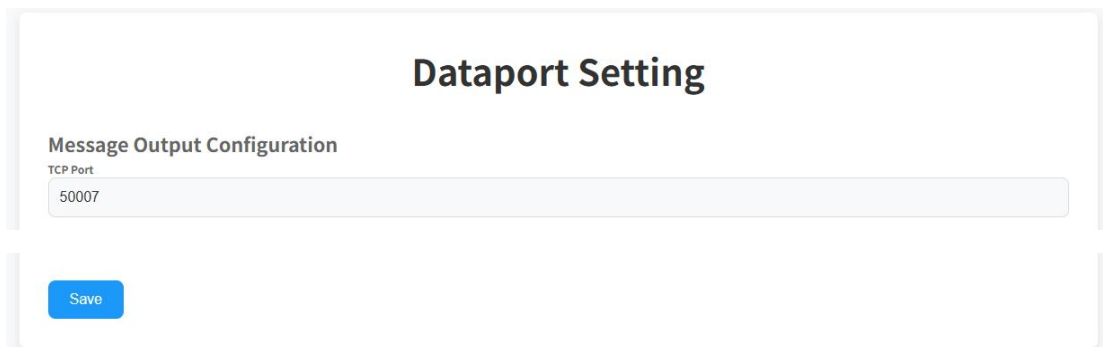 Dataport Setting
Message Output Configuration
TCP Port
50007
Save